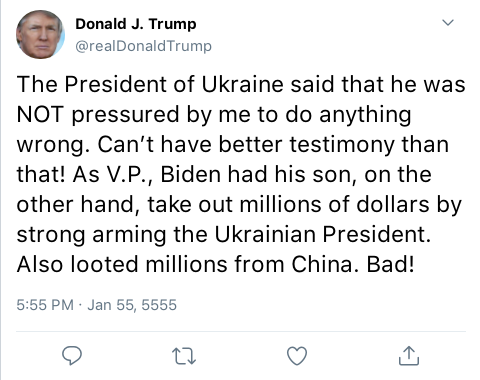 Donald J. Trump
@realDonaldTrump
The President of Ukraine said that he was
NOT pressured by me to do anything
wrong. Can’t have better testimony than
that! As V.P., Biden had his son, on the
other hand, take out millions of dollars by
strong arming the Ukrainian President.
Also looted millions from China. Bad!
5:55 PM · Jan 55, 5555